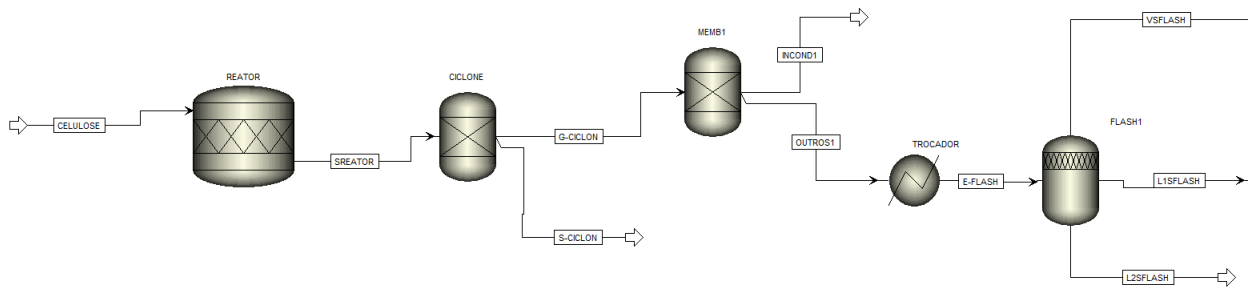 VSFLASH
MEMB1
INCOND1
REATOR
CICLONE
FLASH1
CELULOSE
G-CICLON
OUTROS1
TROCADOR
SREATOR
E-FLASH
L1SFLASH
S-CICLON
L2SFLASH